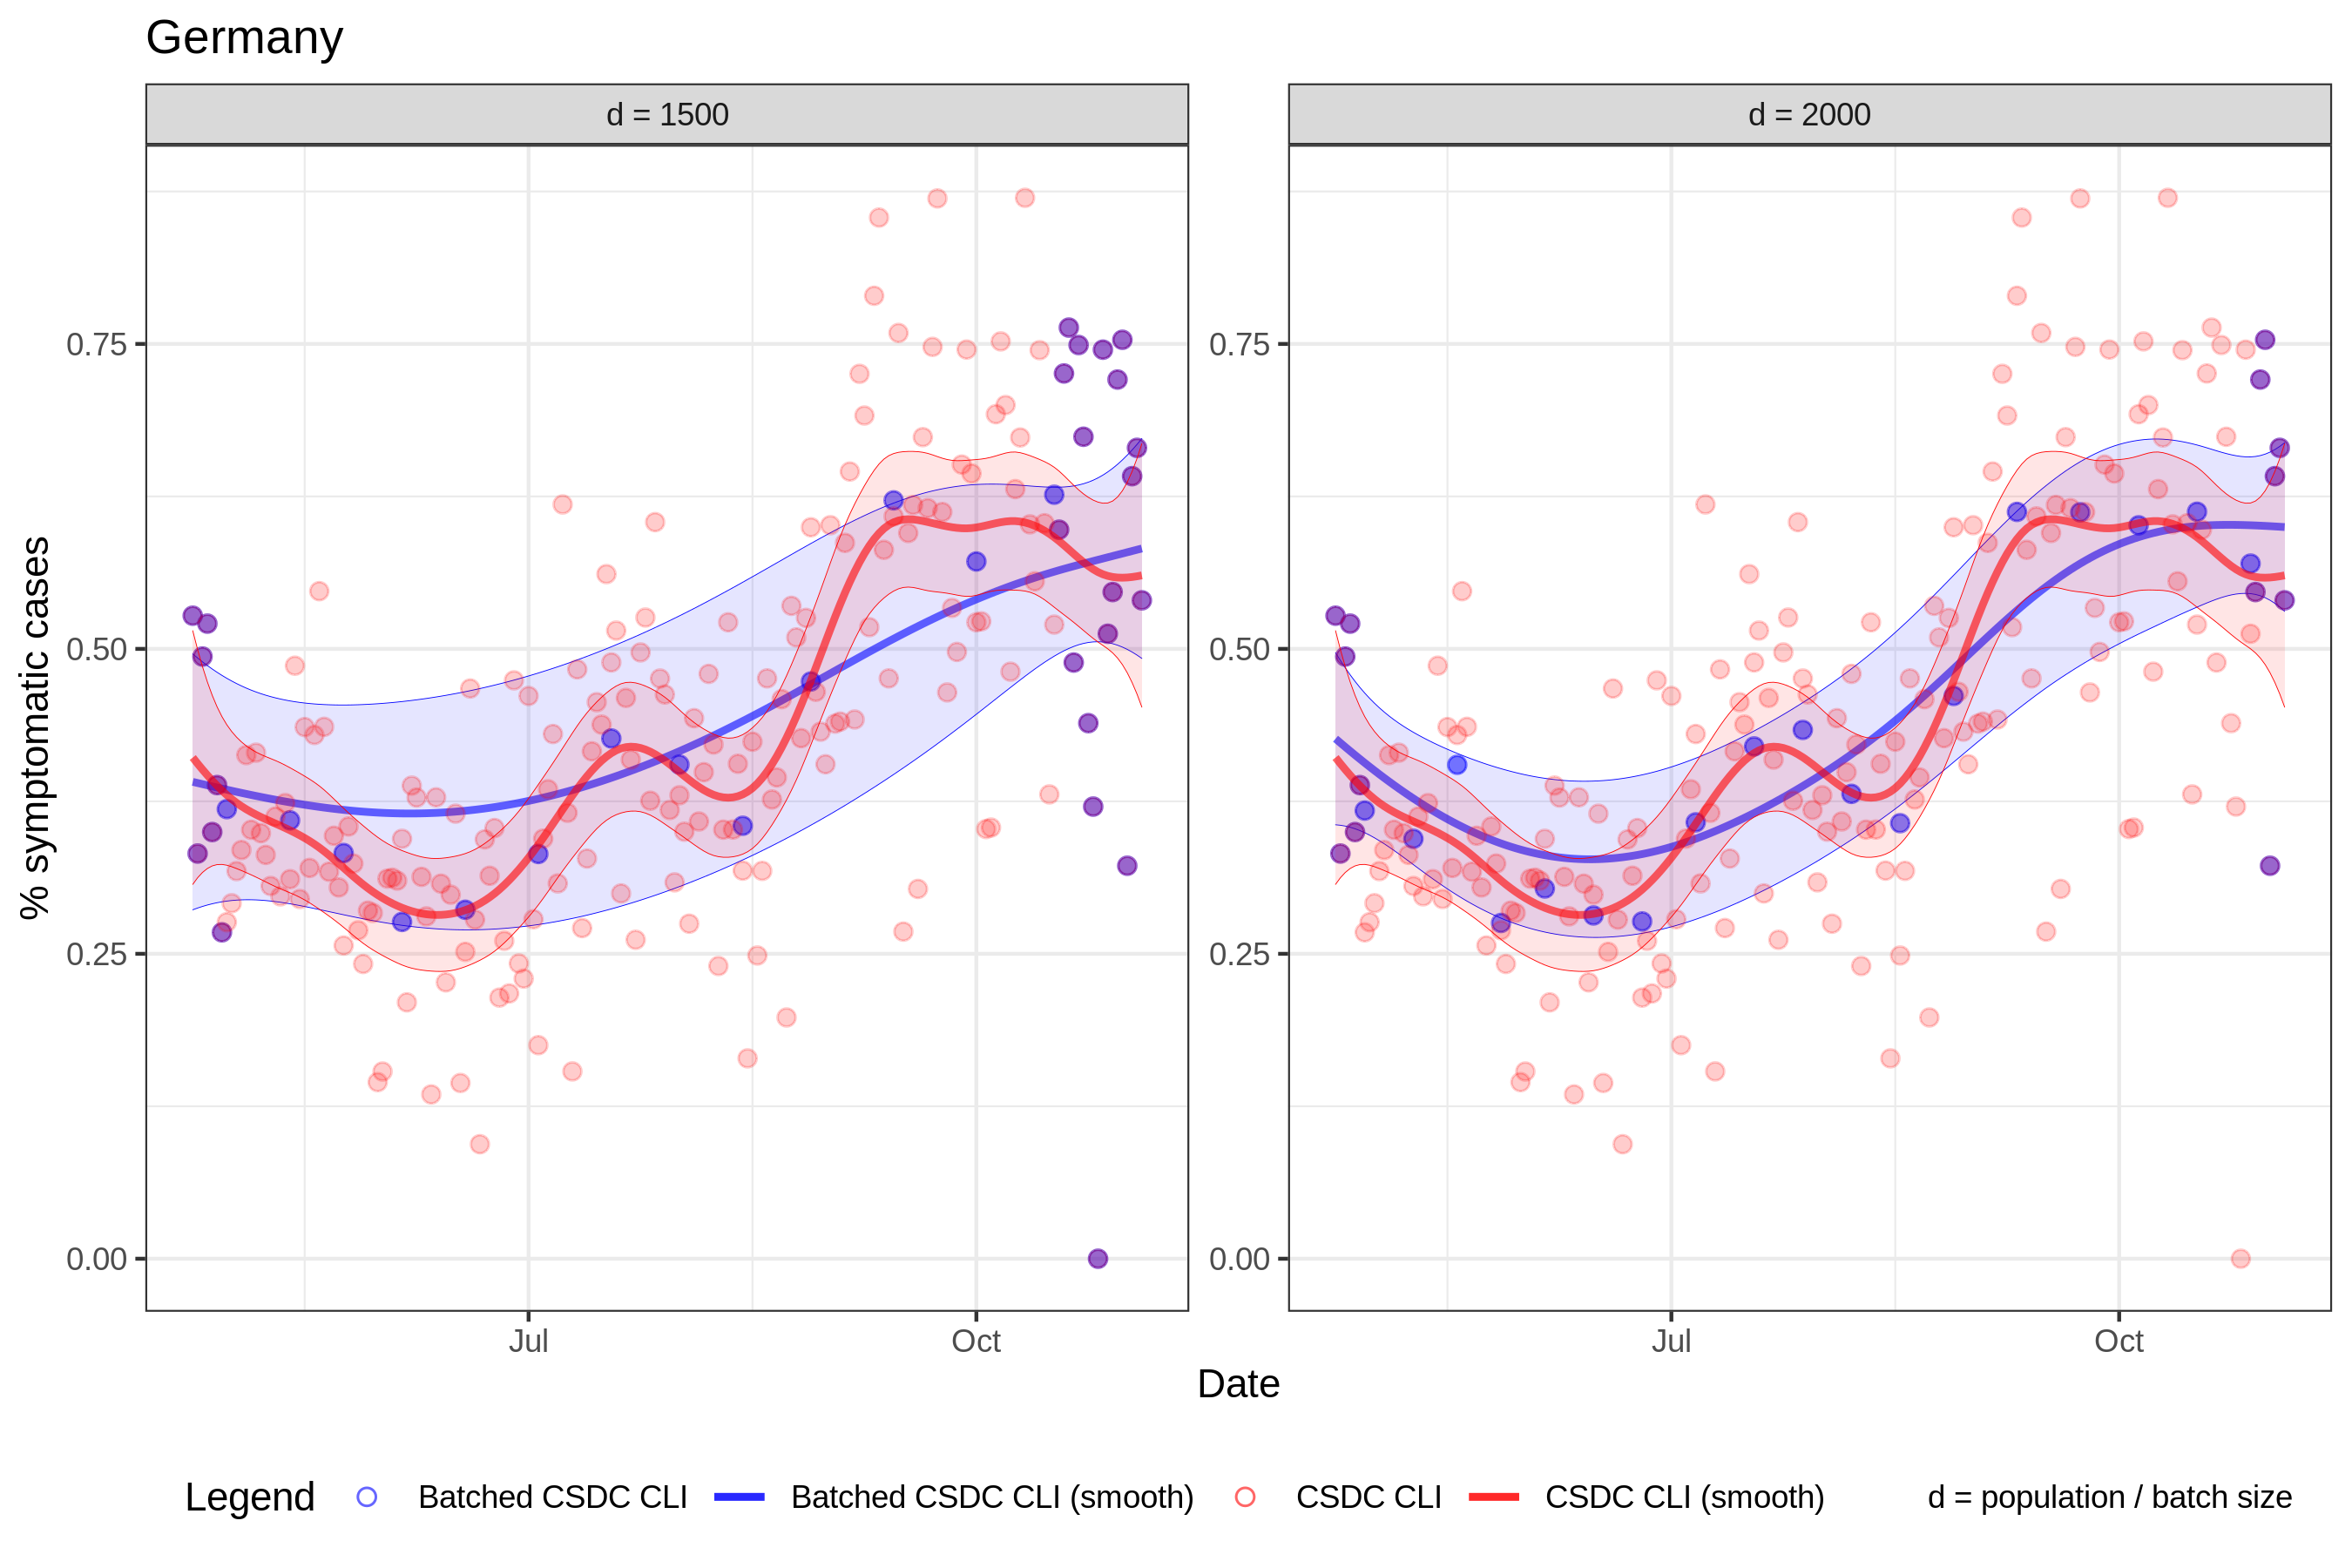 Germany
d = 1500
d = 2000
% symptomatic cases
0.75
0.50
0.25
0.00
0.75
0.50
0.25
0.00
Jul
Oct
Jul
Oct
Date
Legend
Batched CSDC CLI
Batched CSDC CLI (smooth)
CSDC CLI
CSDC CLI (smooth)
d = population / batch size